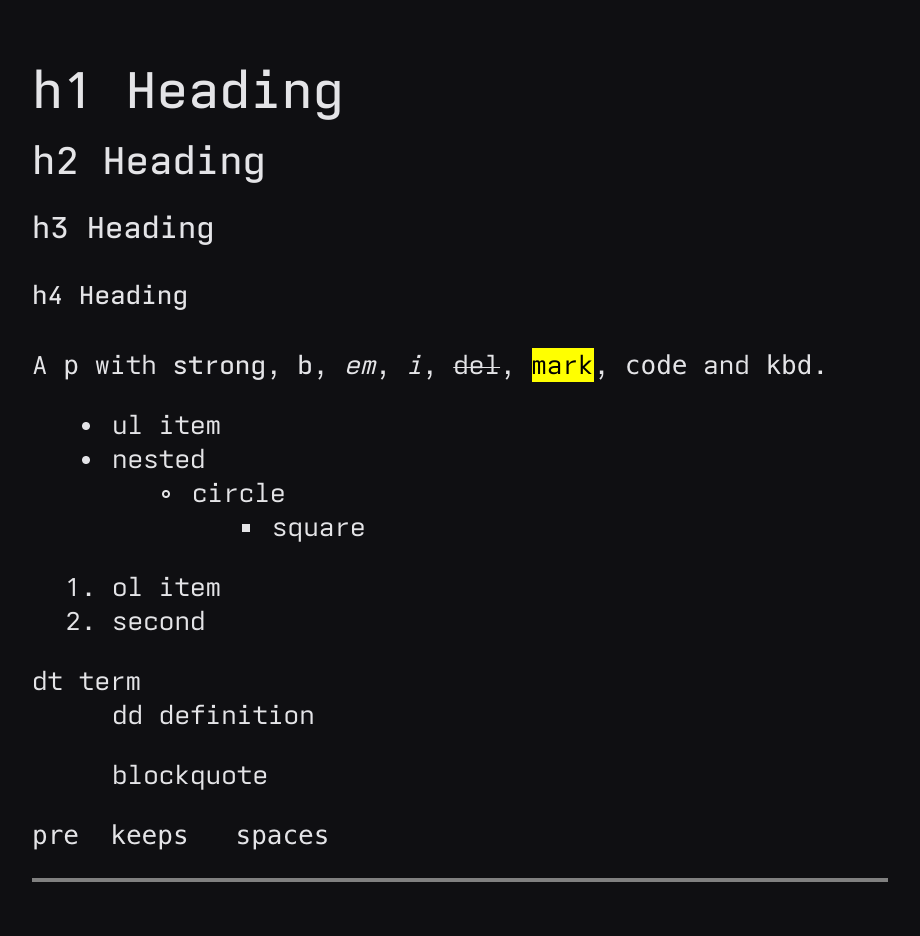 h1 Heading
h2 Heading
h3 Heading
h4 Heading
A p with strong, b, em, i, del, mark, code and kbd.
• ul item
• nested
◦ circle
▪ square
1. ol item
2. second
dt term
dd definition
blockquote
pre  keeps   spaces